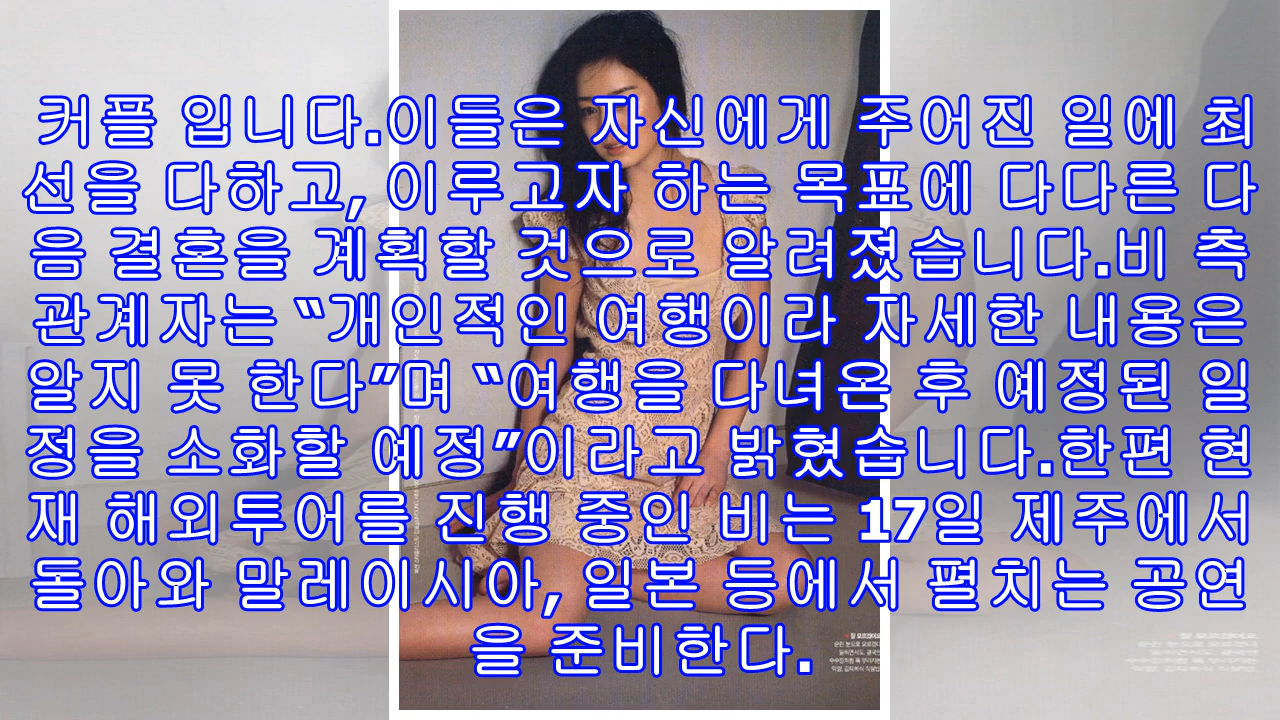 커플 입니다.이들은 자신에게 주어진 일에 최
선을 다하고, 이루고자 하는 목표에 다다른 다
음 결혼을 계획할 것으로 알려졌습니다.비 측
관계자는 “개인적인 여행이라 자세한 내용은
알지 못 한다”며 “여행을 다녀온 후 예정된 일
정을 소화할 예정”이라고 밝혔습니다.한편 현
재 해외투어를 진행 중인 비는 17일 제주에서
돌아와 말레이시아, 일본 등에서 펼치는 공연
을 준비한다.
잘 모르겠어요